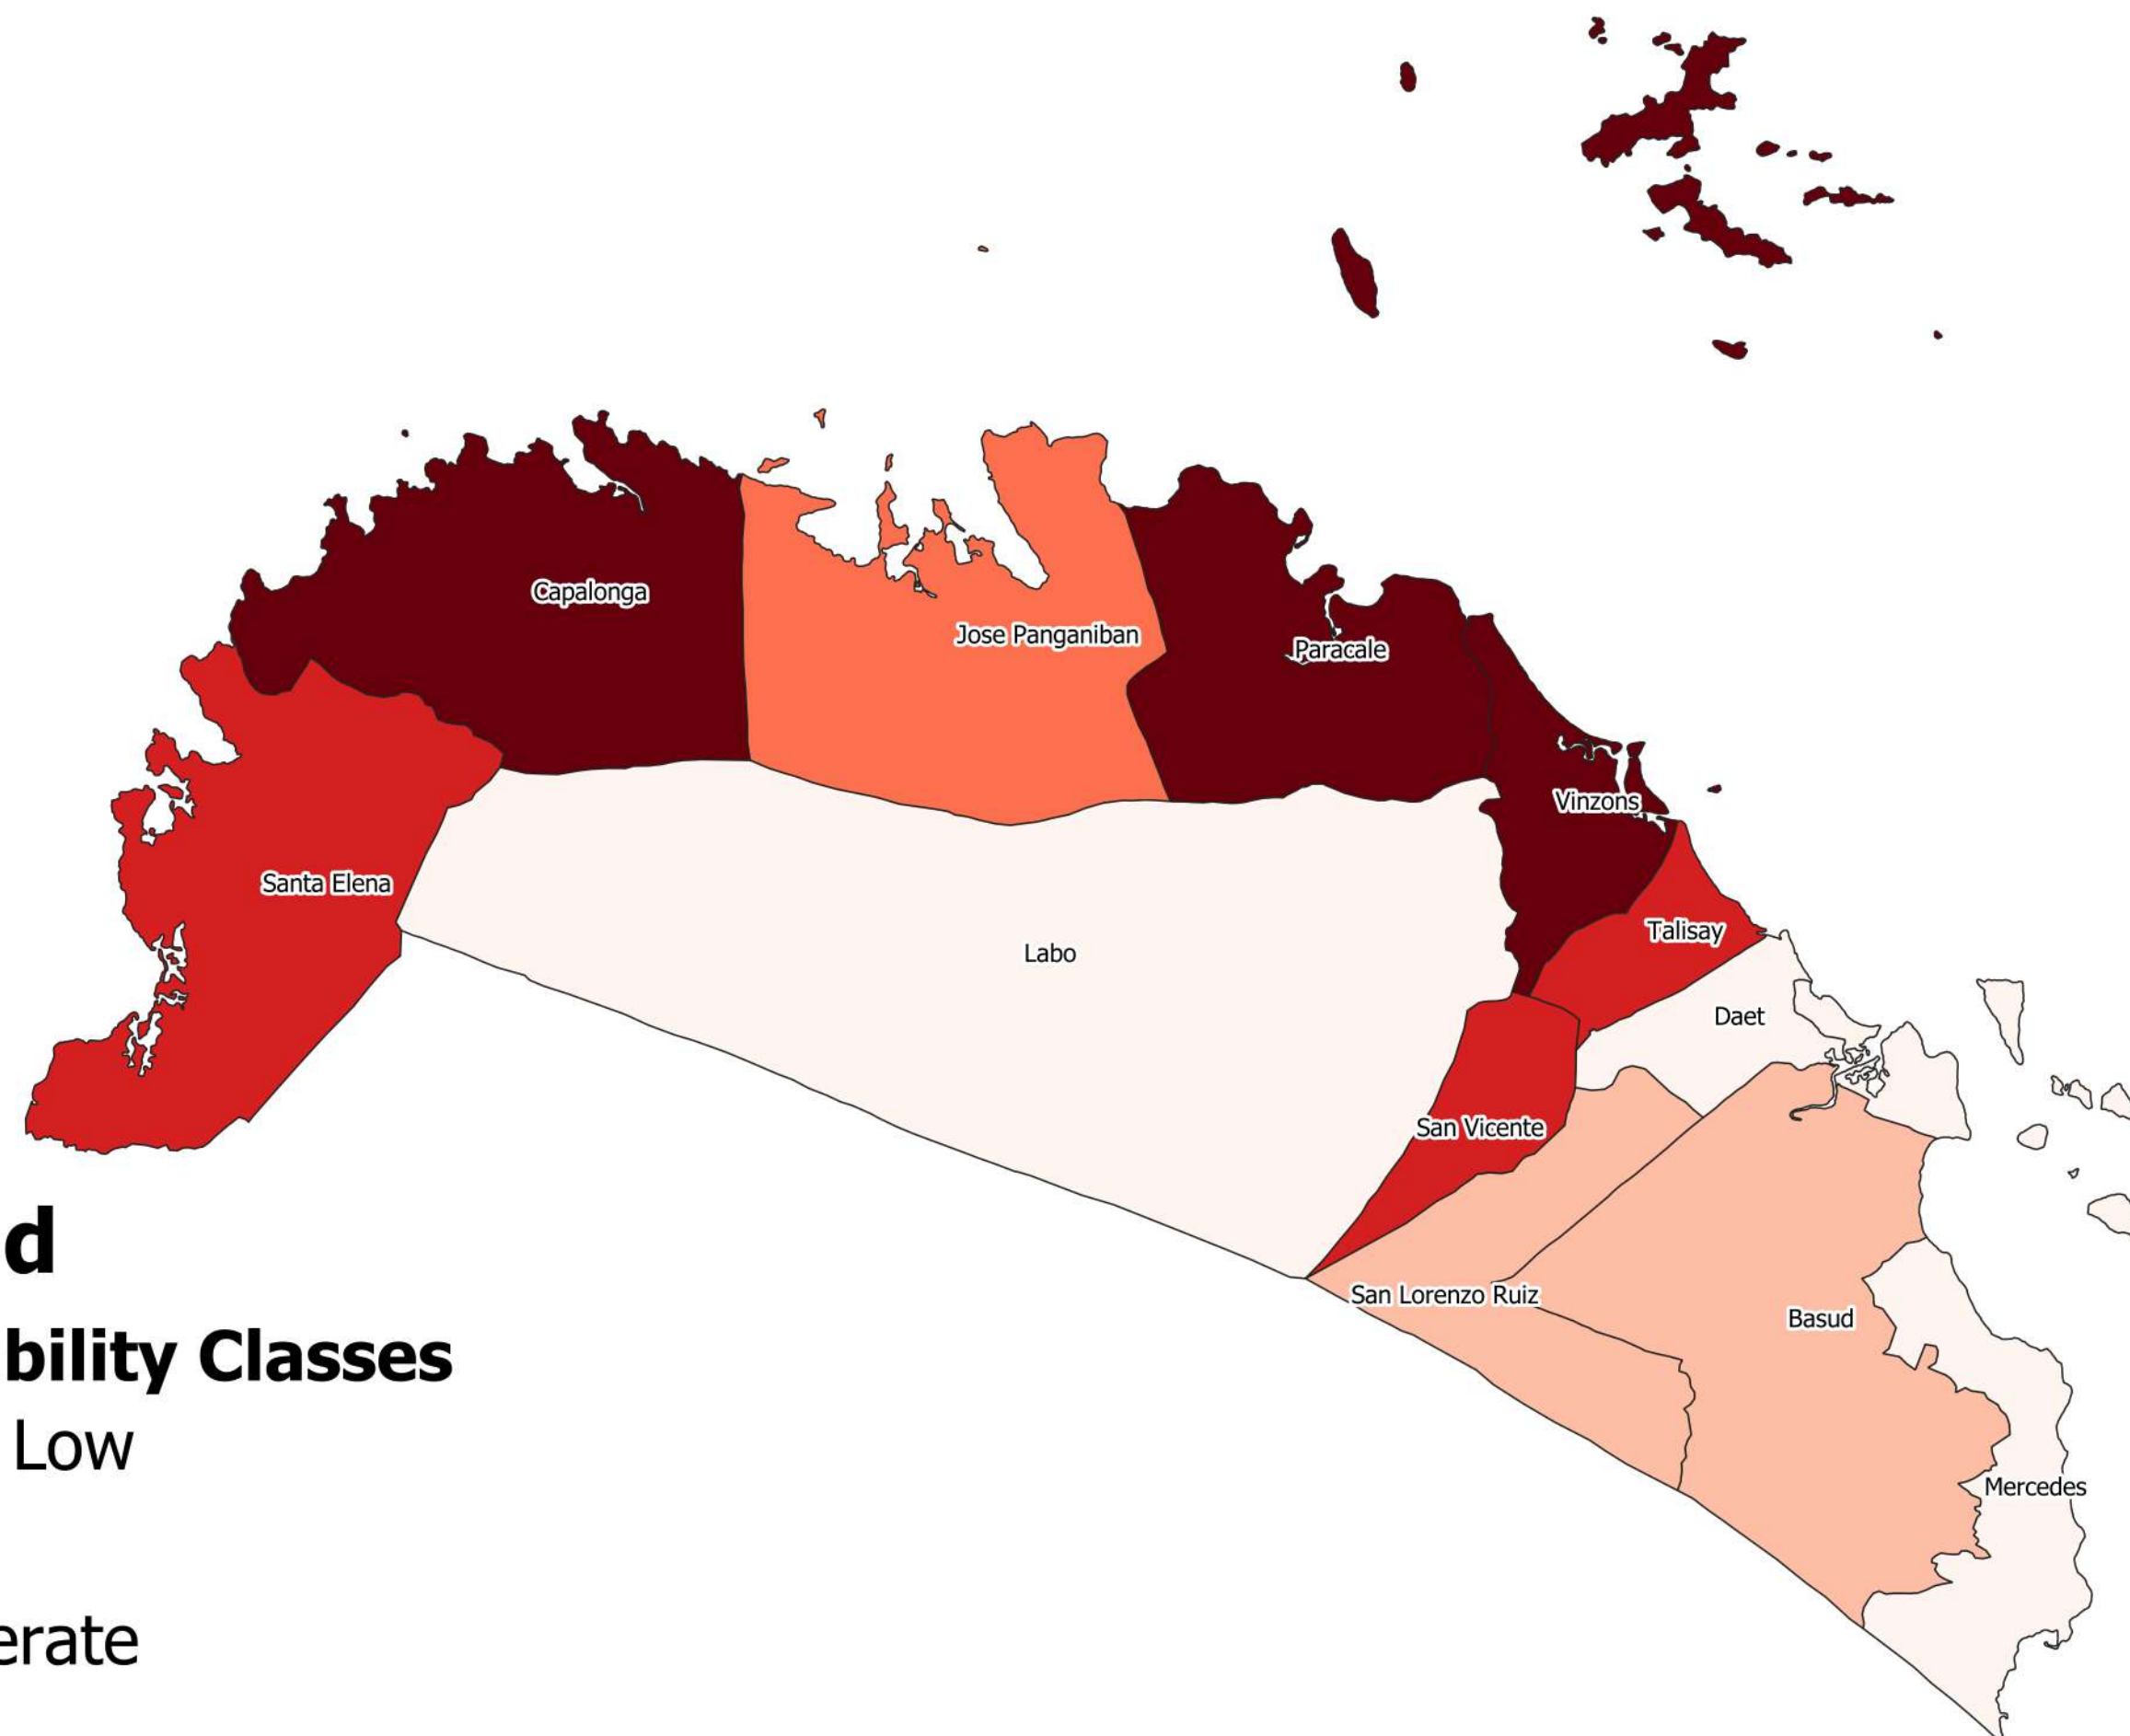 Capalonga
Jose Panganiban
Paracale
Vinzons
Santa Elena
Talisay
Labo
Daet
San Vicente
San Lorenzo Ruiz
Basud
Mercedes
d
bility Classes
Low
erate